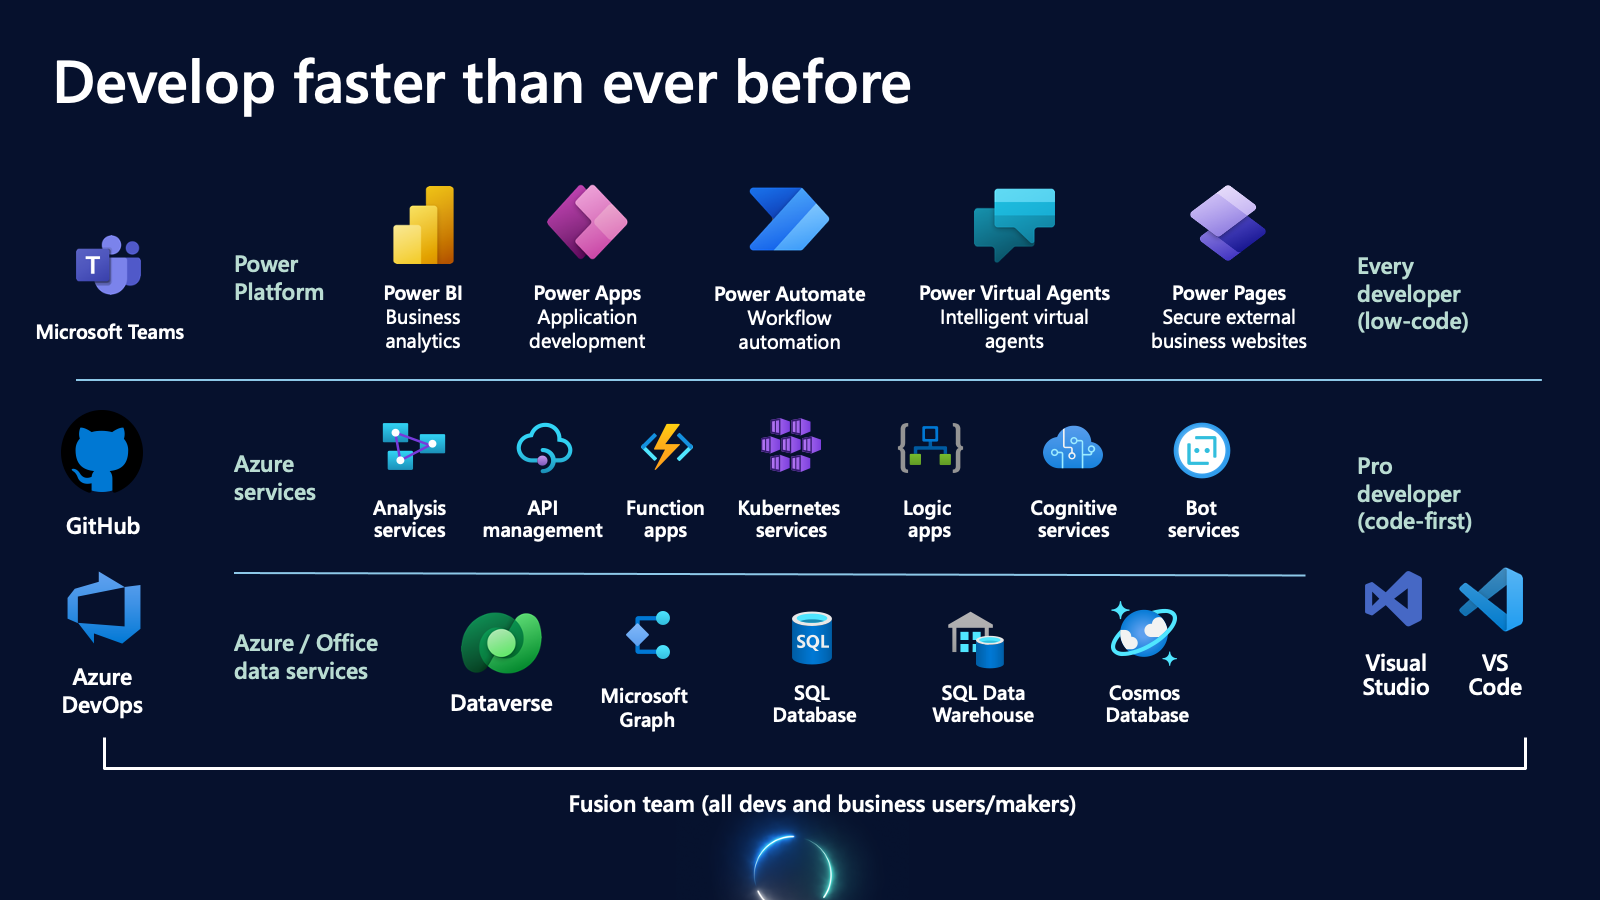 Develop faster than ever before
T
Microsoft Teams
Power
Platform
Power BI
Business
analytics
Power Apps
Application
development
Power Automate
Workflow
automation
Power Virtual Agents
Intelligent virtual
agents
Power Pages
Secure external
business websites
Every
developer
(low-code)
GitHub
Azure
services
Analysis
services
API
management
Function
apps
Kubernetes
services
Logic
apps
Cognitive
services
Bot
services
Pro
developer
(code-first)
Azure
DevOps
Azure / Office
data services
Dataverse
Microsoft
Graph
SQL
SQL
Database
SQL Data
Warehouse
Cosmos
Database
Visual
Studio
VS
Code
Fusion team (all devs and business users/makers)